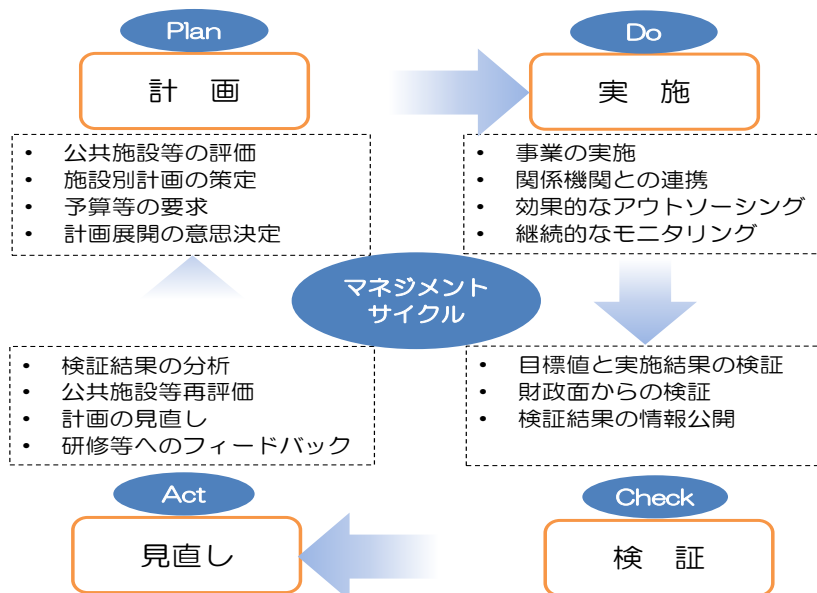 Plan
計　画
・ 公共施設等の評価
・ 施設別計画の策定
・ 予算等の要求
・ 計画展開の意思決定
Do
実　施
・ 事業の実施
・ 関係機関との連携
・ 効果的なアウトソーシング
・ 継続的なモニタリング
マネジメント
サイクル
・ 検証結果の分析
・ 公共施設等再評価
・ 計画の見直し
・ 研修等へのフィードバック
Act
見直し
・ 目標値と実施結果の検証
・ 財政面からの検証
・ 検証結果の情報公開
Check
検　証